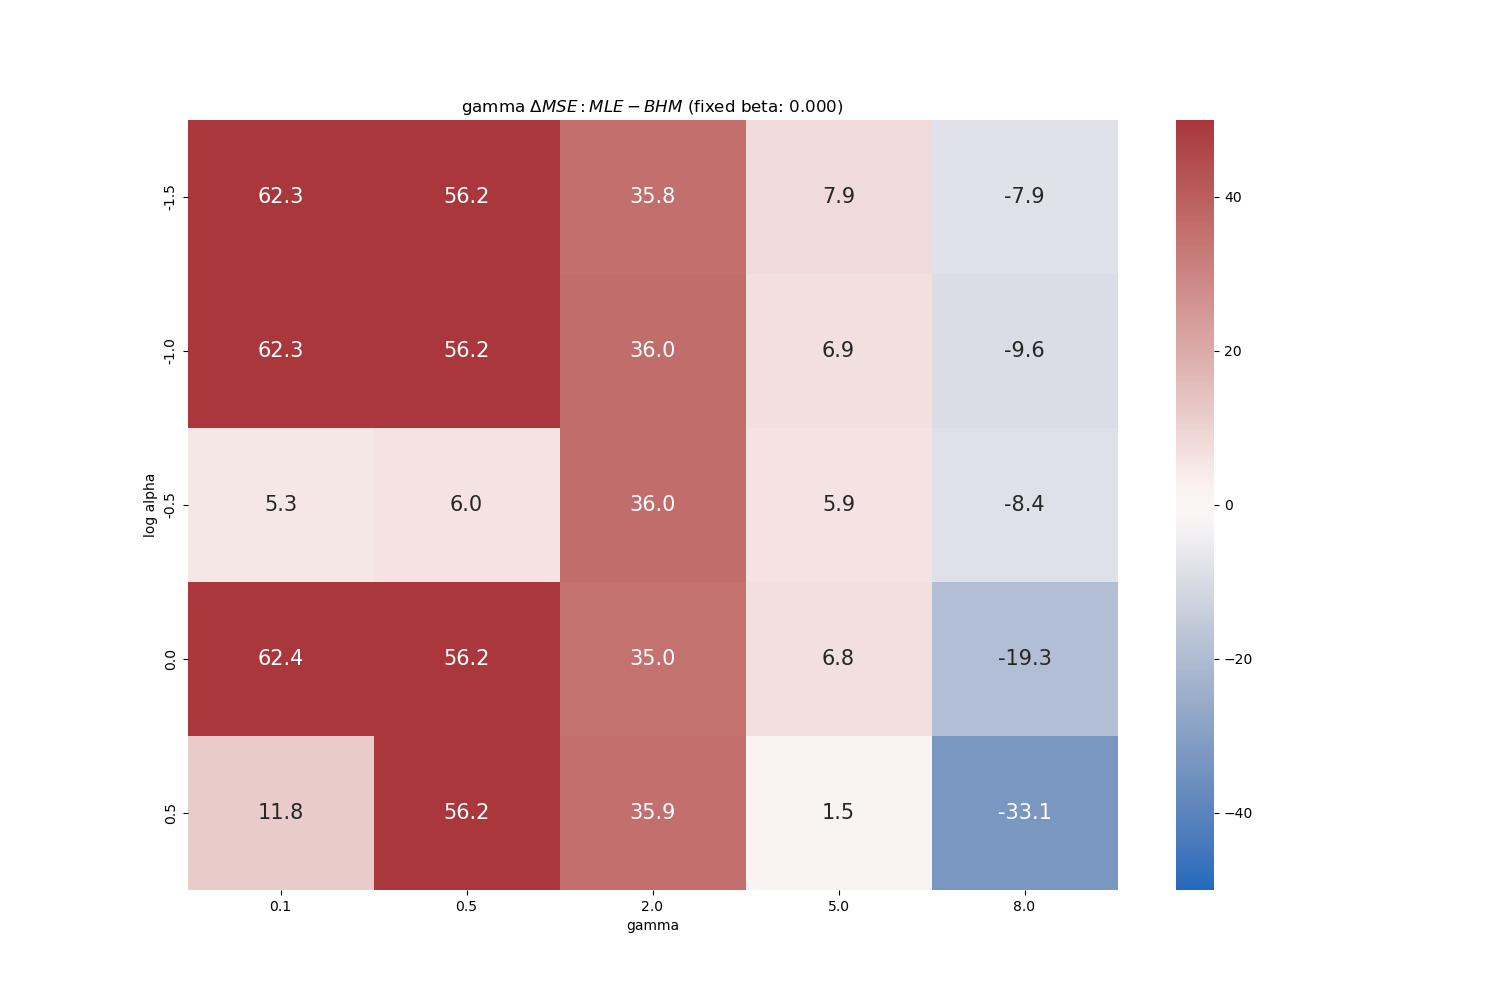 gamma ΔMSE : MLE − BHM (fixed beta: 0.000)
-1.5 62.3 56.2 35.8 7.9 -7.9
-1.0 62.3 56.2 36.0 6.9 -9.6
-0.5 5.3 6.0 36.0 5.9 -8.4
0.0 62.4 56.2 35.0 6.8 -19.3
0.5 11.8 56.2 35.9 1.5 -33.1
log alpha
0.1 0.5 2.0 5.0 8.0
gamma
40
20
0
−20
−40